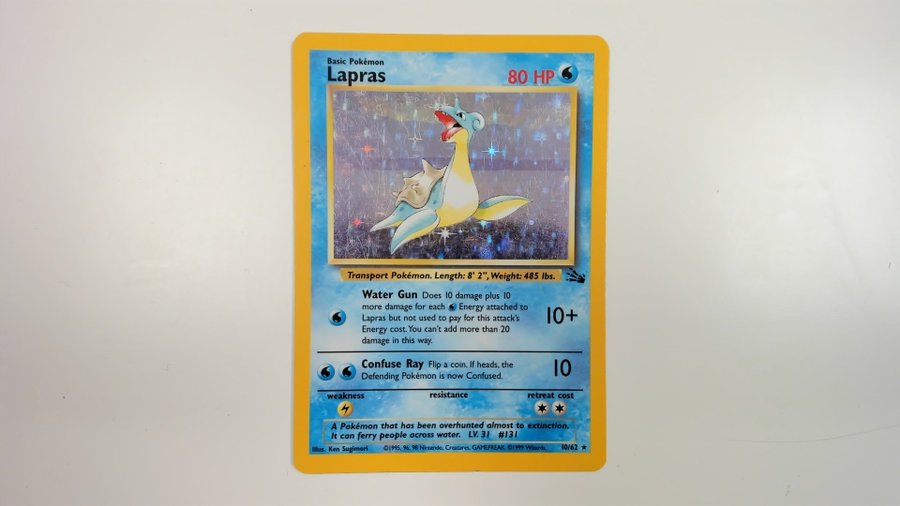 Basic Pokémon
Lapras 80 HP
Transport Pokémon. Length: 8' 2", Weight: 485 lbs.
Water Gun Does 10 damage plus 10
more damage for each Energy attached to
Lapras but not used to pay for this attack's
Energy cost. You can't add more than 20
damage in this way.
10+
Confuse Ray Flip a coin. If heads, the
Defending Pokémon is now Confused.
10
weakness resistance retreat cost
A Pokémon that has been overhunted almost to extinction.
It can ferry people across water. LV. 31 #131
Illus. Ken Sugimori ©1995, 96, 98 Nintendo, Creatures, GAMEFREAK. ©1999 Wizards. 10/62 ★